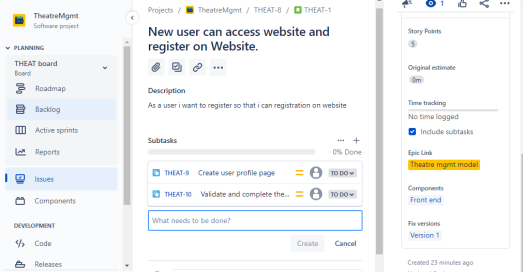 TheatreMgmt
Software project
PLANNING
THEAT board
Board
Roadmap
Backlog
Active sprints
Reports
Issues
Components
DEVELOPMENT
Code
Releases
Projects / TheatreMgmt / THEAT-8 / THEAT-1
New user can access website and
register on Website.
Description
As a user i want to register so that i can registration on website
Subtasks
0% Done
THEAT-9 Create user profile page TO DO
THEAT-10 Validate and complete the... TO DO
What needs to be done?
Create Cancel
1
Story Points
5
Original estimate
0m
Time tracking
No time logged
Include subtasks
Epic Link
Theatre mgmt model
Components
Front end
Fix versions
Version 1
Created 23 minutes ago